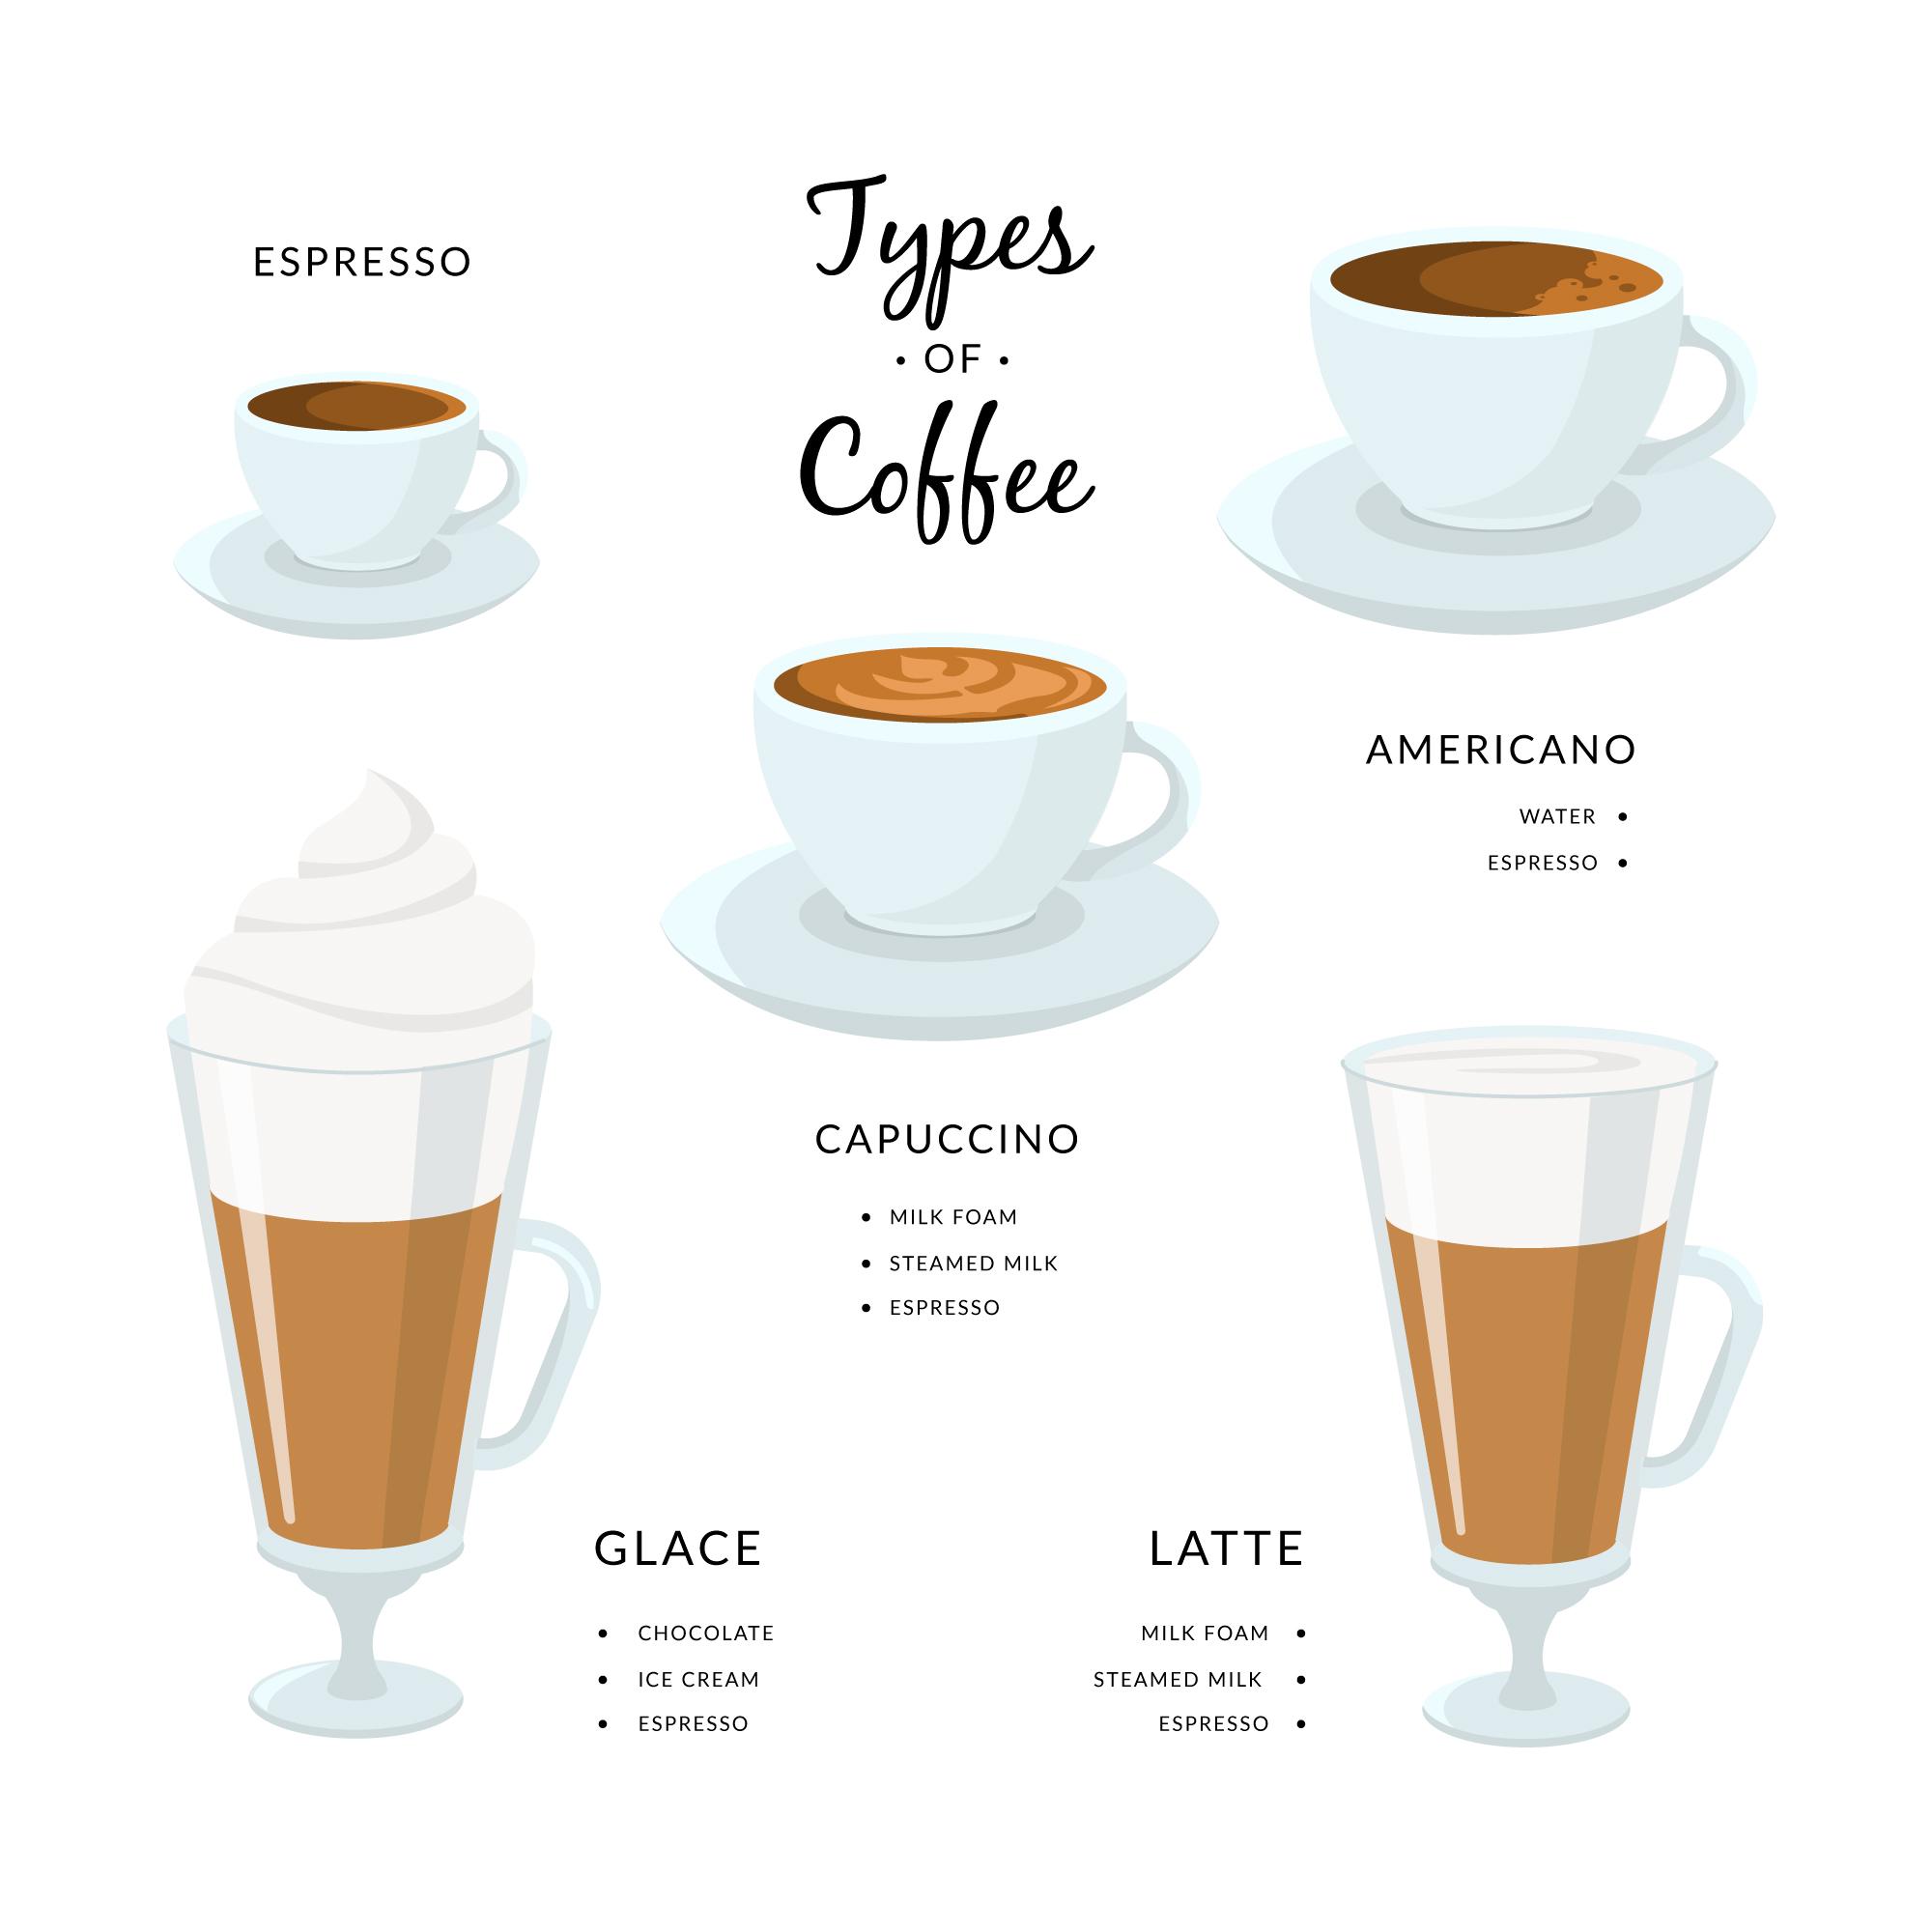 Types
• OF •
Coffee
ESPRESSO
AMERICANO
WATER •
ESPRESSO •
CAPUCCINO
• MILK FOAM
• STEAMED MILK
• ESPRESSO
GLACE
• CHOCOLATE
• ICE CREAM
• ESPRESSO
LATTE
MILK FOAM •
STEAMED MILK •
ESPRESSO •